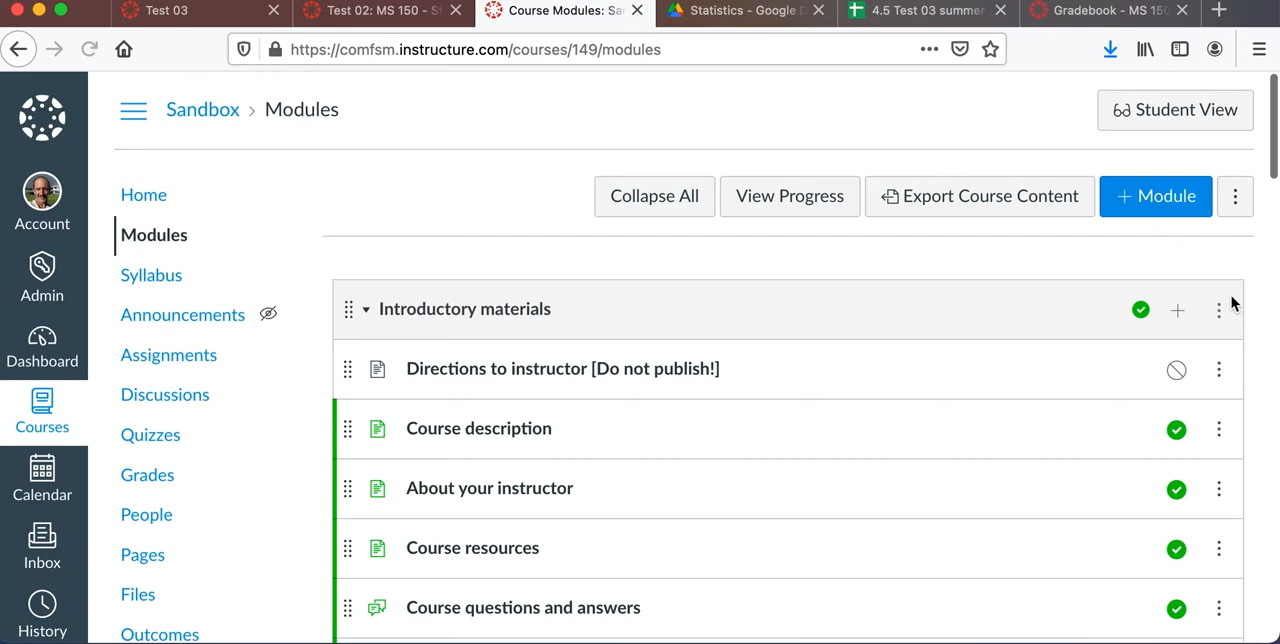 Test 03
Test 02: MS 150 - S
Course Modules: Sa
Statistics - Google D
4.5 Test 03 summer
Gradebook - MS 150
https://comfsm.instructure.com/courses/149/modules
Sandbox > Modules
Student View
Collapse All
View Progress
Export Course Content
+ Module
Account
Admin
Dashboard
Courses
Calendar
Inbox
History
Home
Modules
Syllabus
Announcements
Assignments
Discussions
Quizzes
Grades
People
Pages
Files
Outcomes
Introductory materials
Directions to instructor [Do not publish!]
Course description
About your instructor
Course resources
Course questions and answers